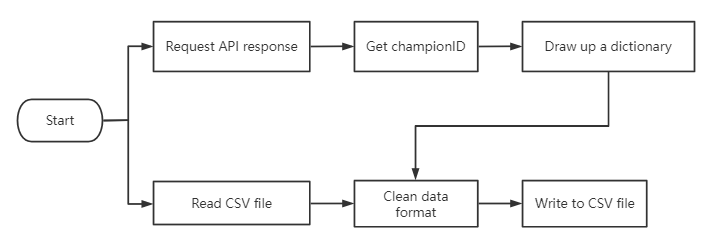 Request API response
Get championID
Draw up a dictionary
Start
Read CSV file
Clean data
format
Write to CSV file